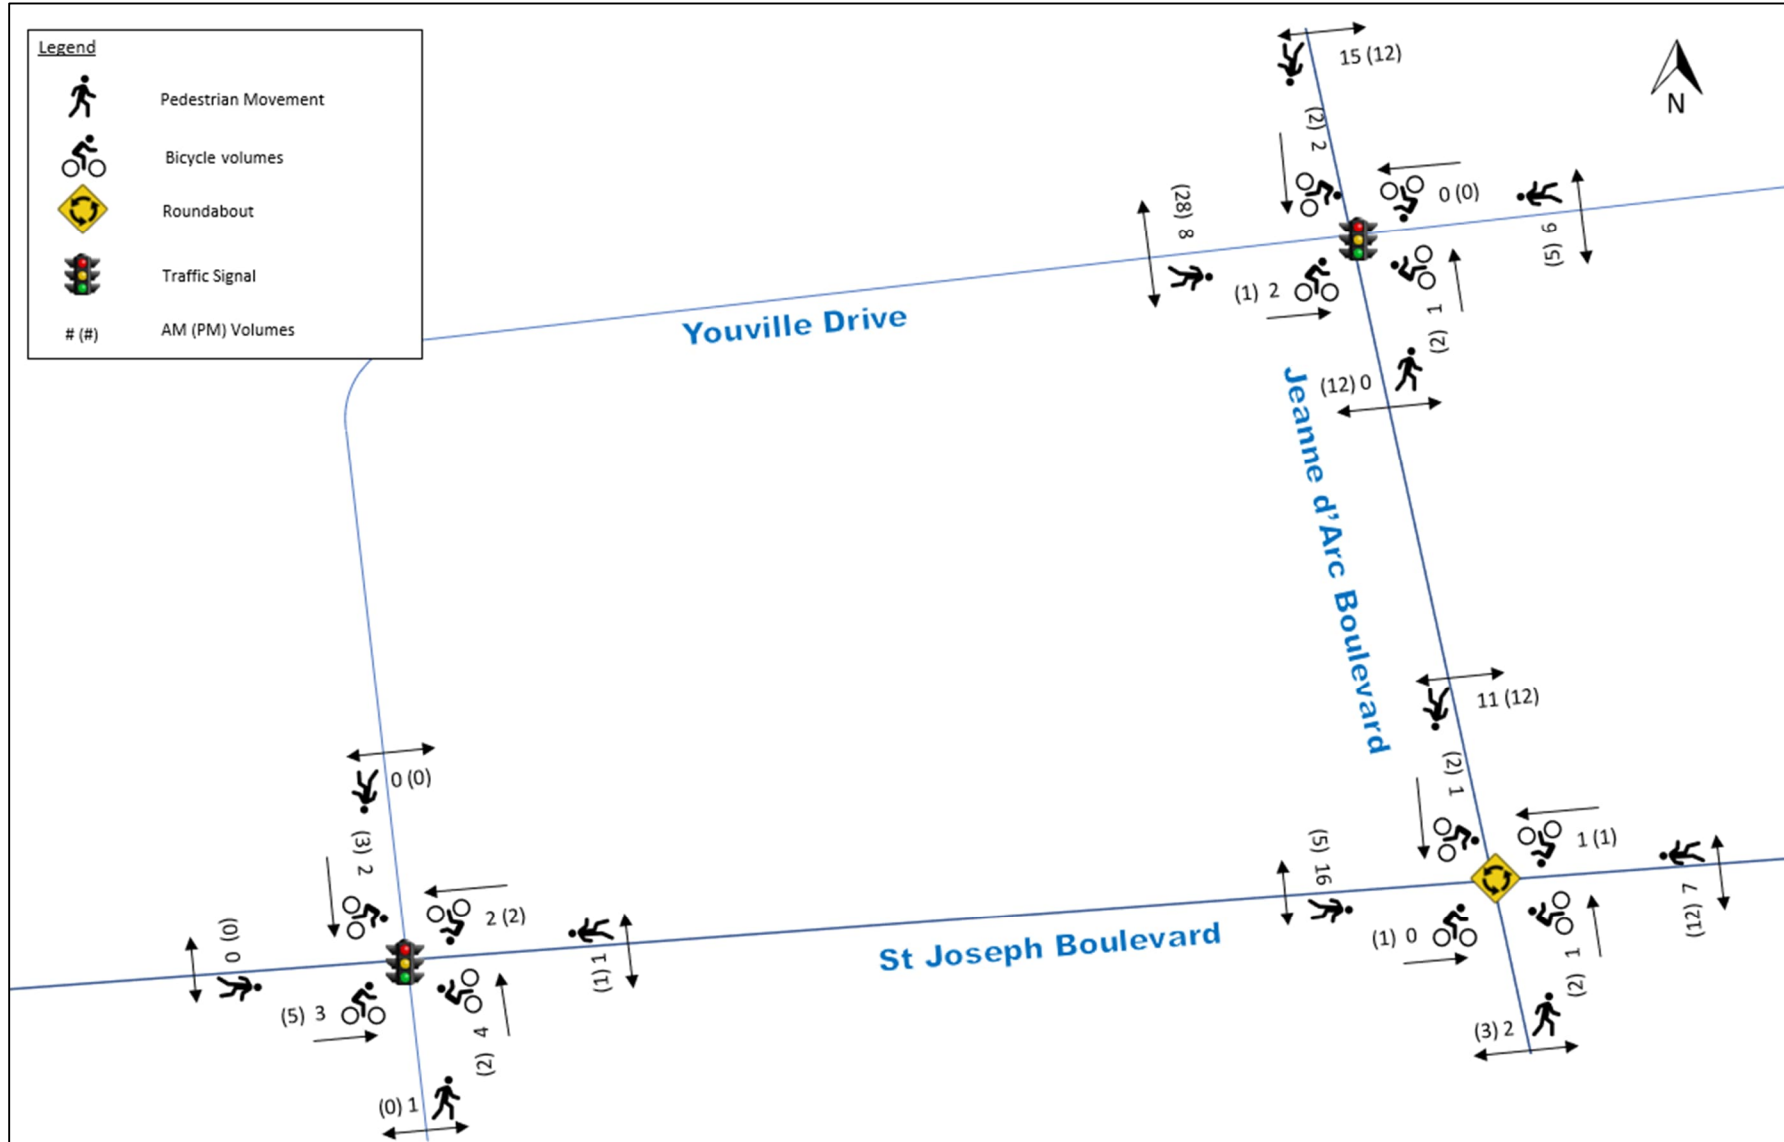 Legend
Pedestrian Movement
Bicycle volumes
Roundabout
Traffic Signal
# (#)
AM (PM) Volumes
15 (12)
N
(2) 2
0 (0)
(28) 8
9 (5)
(1) 2
1 (2)
(12) 0
Youville Drive
Jeanne d'Arc Boulevard
11 (12)
(2) 1
0 (0)
(3) 2
1 (1)
(5) 16
7 (12)
2 (2)
0 (0)
1 (1)
(1) 0
1 (2)
St Joseph Boulevard
(5) 3
4 (2)
(3) 2
(0) 1